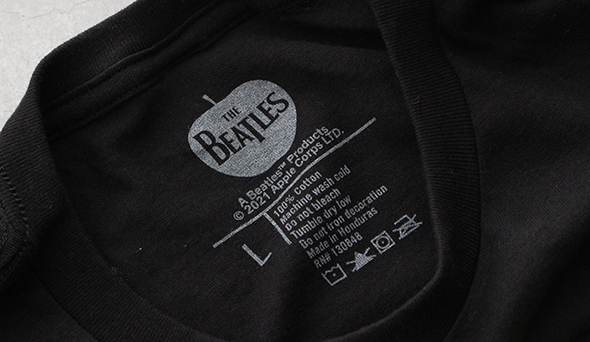 THE
BEATLES
A Beatles™ Products
© 2021 Apple Corps LTD.
L
100% Cotton
Machine wash cold
Do not bleach
Tumble dry low
Do not iron decoration
Made in Honduras
RN# 130848